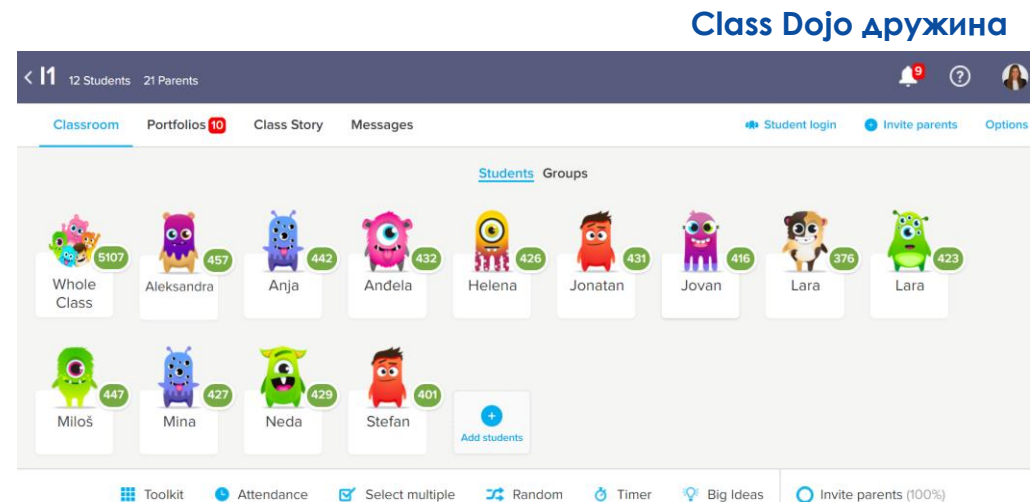 Class Dojo дружина
< I1 12 Students 21 Parents 9 ?
Classroom Portfolios 10 Class Story Messages Student login Invite parents Options
Students Groups
5107 457 442 432 426 431 416 376 423
Whole Class Aleksandra Anja Anđela Helena Jonatan Jovan Lara Lara
447 427 429 401
Miloš Mina Neda Stefan Add students
Toolkit Attendance Select multiple Random Timer Big Ideas Invite parents (100%)